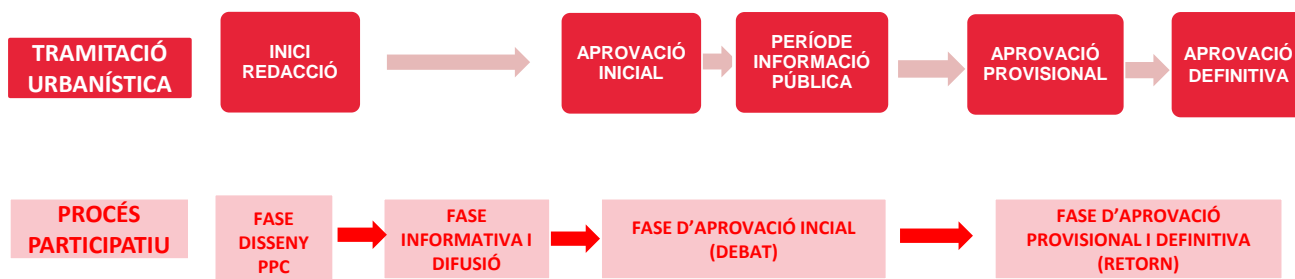 TRAMITACIÓ
URBANÍSTICA
INICI
REDACCIÓ
APROVACIÓ
INICIAL
PERÍODE
INFORMACIÓ
PÚBLICA
APROVACIÓ
PROVISIONAL
APROVACIÓ
DEFINITIVA
PROCÉS
PARTICIPATIU
FASE
DISSENY
PPC
FASE
INFORMATIVA I
DIFUSIÓ
FASE D’APROVACIÓ INCIAL
(DEBAT)
FASE D’APROVACIÓ
PROVISIONAL I DEFINITIVA
(RETORN)